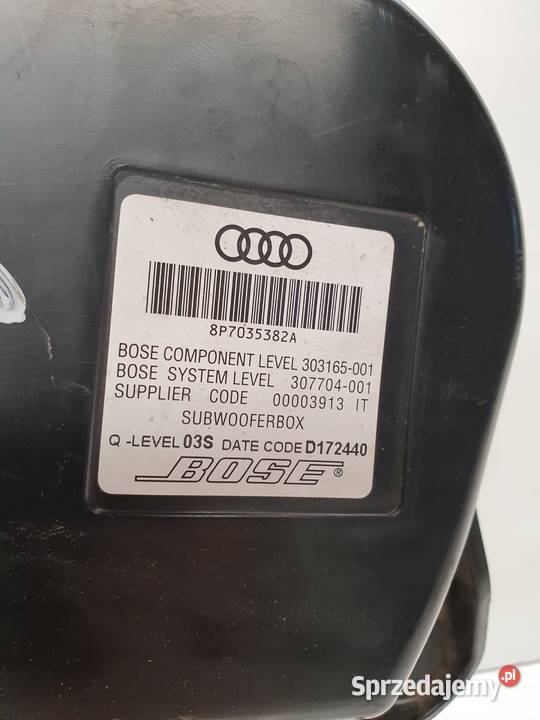 8P7035382A
BOSE COMPONENT LEVEL 303165-001
BOSE SYSTEM LEVEL 307704-001
SUPPLIER CODE 00003913 IT
SUBWOOFERBOX
Q -LEVEL 03S DATE CODE D172440
BOSE®
Sprzedajemy.pl